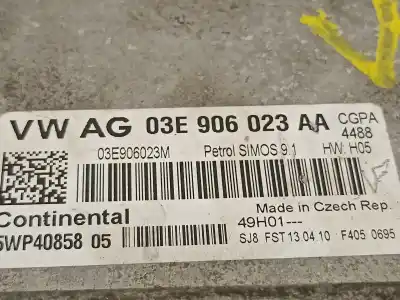 VW AG 03E 906 023 AA CGPA
4488
03E906023M Petrol SIMOS 9.1 HW: H05
Continental Made in Czech Rep.
5WP40858 05 49H01---
SJ8 FST 13.04.10 F405 0695